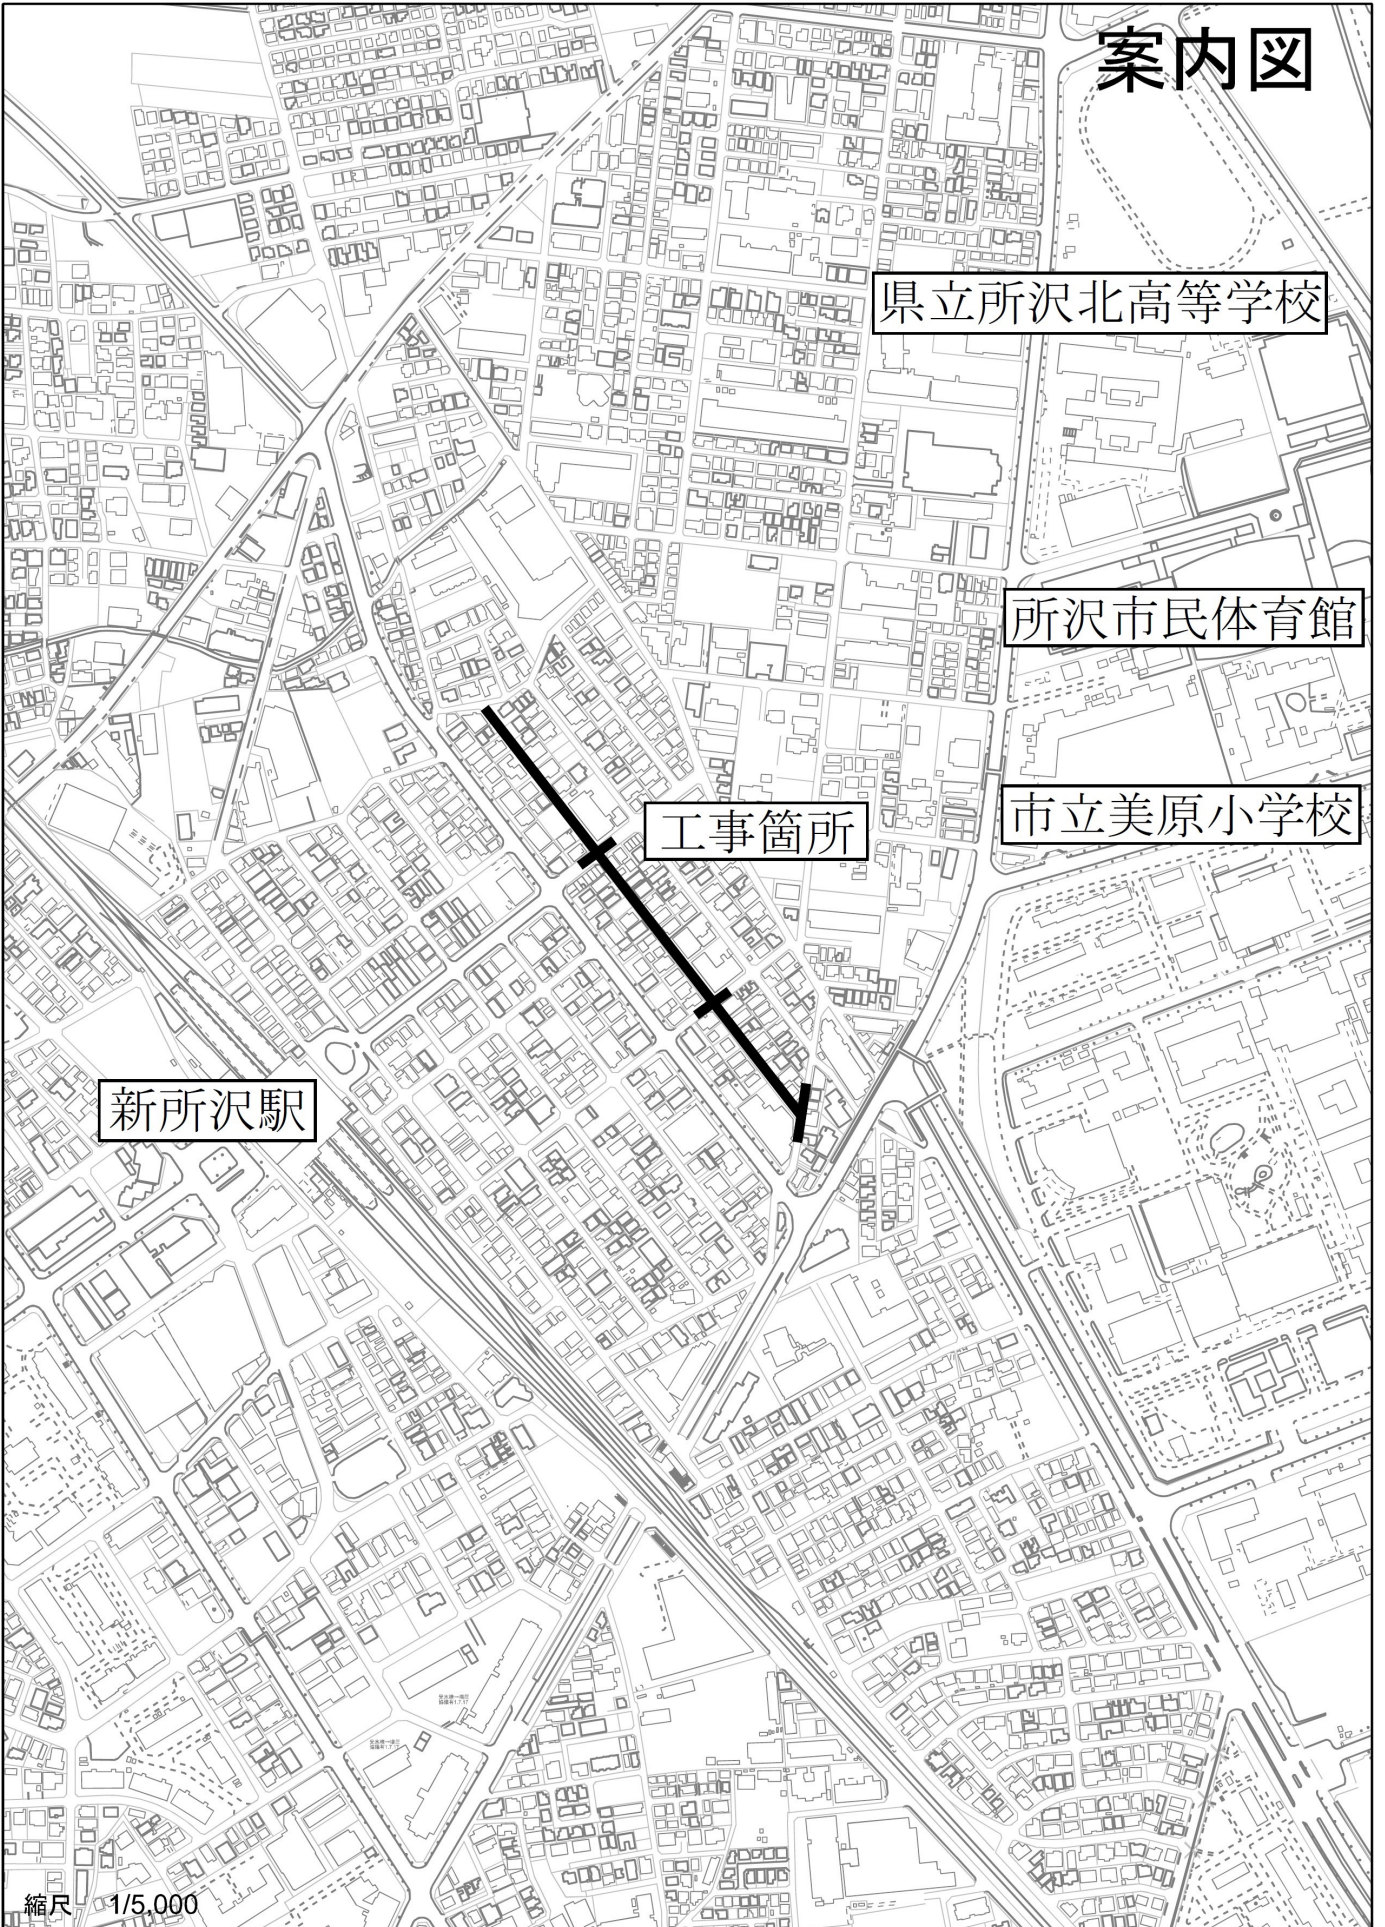 案内図
県立所沢北高等学校
所沢市民体育館
市立美原小学校
工事箇所
新所沢駅
縮尺 1/5,000